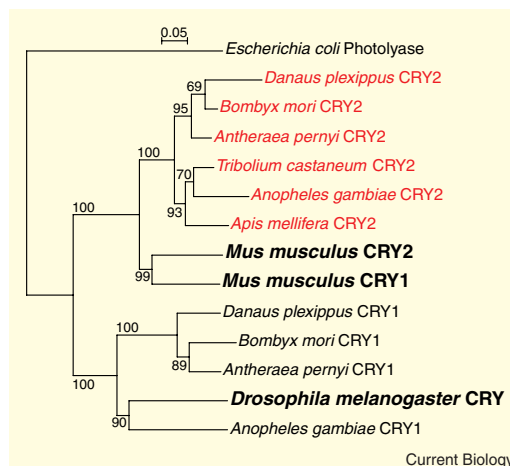 0.05
Escherichia coli Photolyase
Danaus plexippus CRY2
69
Bombyx mori CRY2
95
Antheraea pernyi CRY2
100
Tribolium castaneum CRY2
70
Anopheles gambiae CRY2
93
Apis mellifera CRY2
100
Mus musculus CRY2
99
Mus musculus CRY1
Danaus plexippus CRY1
100
Bombyx mori CRY1
89
Antheraea pernyi CRY1
100
Drosophila melanogaster CRY
90
Anopheles gambiae CRY1
Current Biology